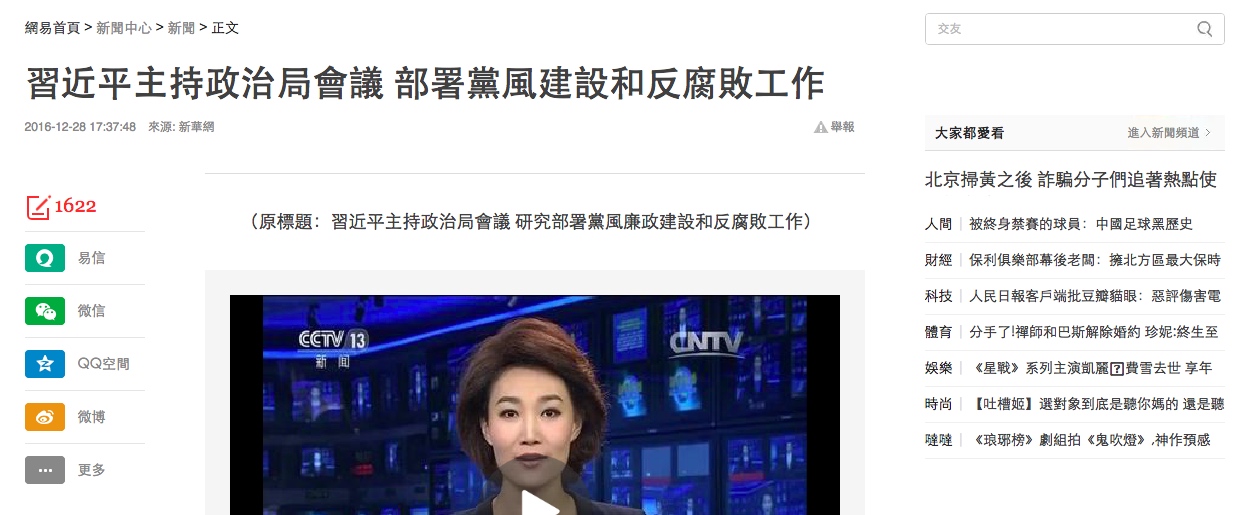 網易首頁 > 新聞中心 > 新聞 > 正文
交友
習近平主持政治局會議 部署黨風建設和反腐敗工作
2016-12-28 17:37:48 來源: 新華網
舉報
1622
易信
微信
QQ空間
微博
更多
（原標題：習近平主持政治局會議 研究部署黨風廉政建設和反腐敗工作）
CCTV 13
新闻
CNTV
大家都愛看
進入新聞頻道 >
北京掃黃之後 詐騙分子們追著熱點使
人間 | 被終身禁賽的球員：中國足球黑歷史
財經 | 保利俱樂部幕後老闆：擁北方區最大保時
科技 | 人民日報客戶端批豆瓣貓眼：惡評傷害電
體育 | 分手了!禪師和巴斯解除婚約 珍妮:終生至
娛樂 | 《星戰》系列主演凱麗?費雪去世 享年
時尚 | 【吐槽姬】選對象到底是聽你媽的 還是聽
噠噠 | 《琅琊榜》劇組拍《鬼吹燈》,神作預感